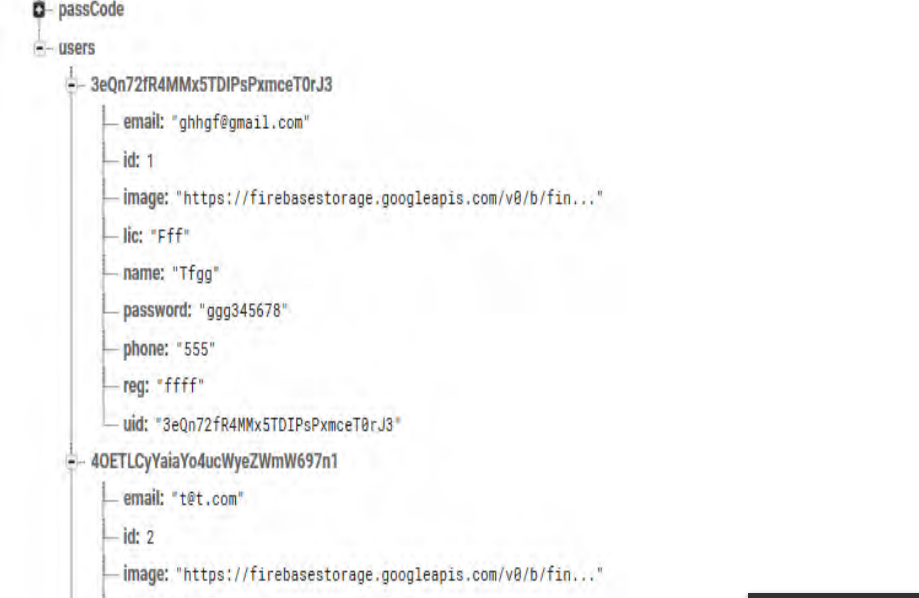 passCode
users
3eQn72fR4MMx5TDIPsPxmceT0rJ3
email: "ghhgf@gmail.com"
id: 1
image: "https://firebasestorage.googleapis.com/v0/b/fin..."
lic: "Fff"
name: "Tfgg"
password: "ggg345678"
phone: "555"
reg: "ffff"
uid: "3eQn72fR4MMx5TDIPsPxmceT0rJ3"
4OETLCyYaiaYo4ucWyeZWmW697n1
email: "t@t.com"
id: 2
image: "https://firebasestorage.googleapis.com/v0/b/fin..."